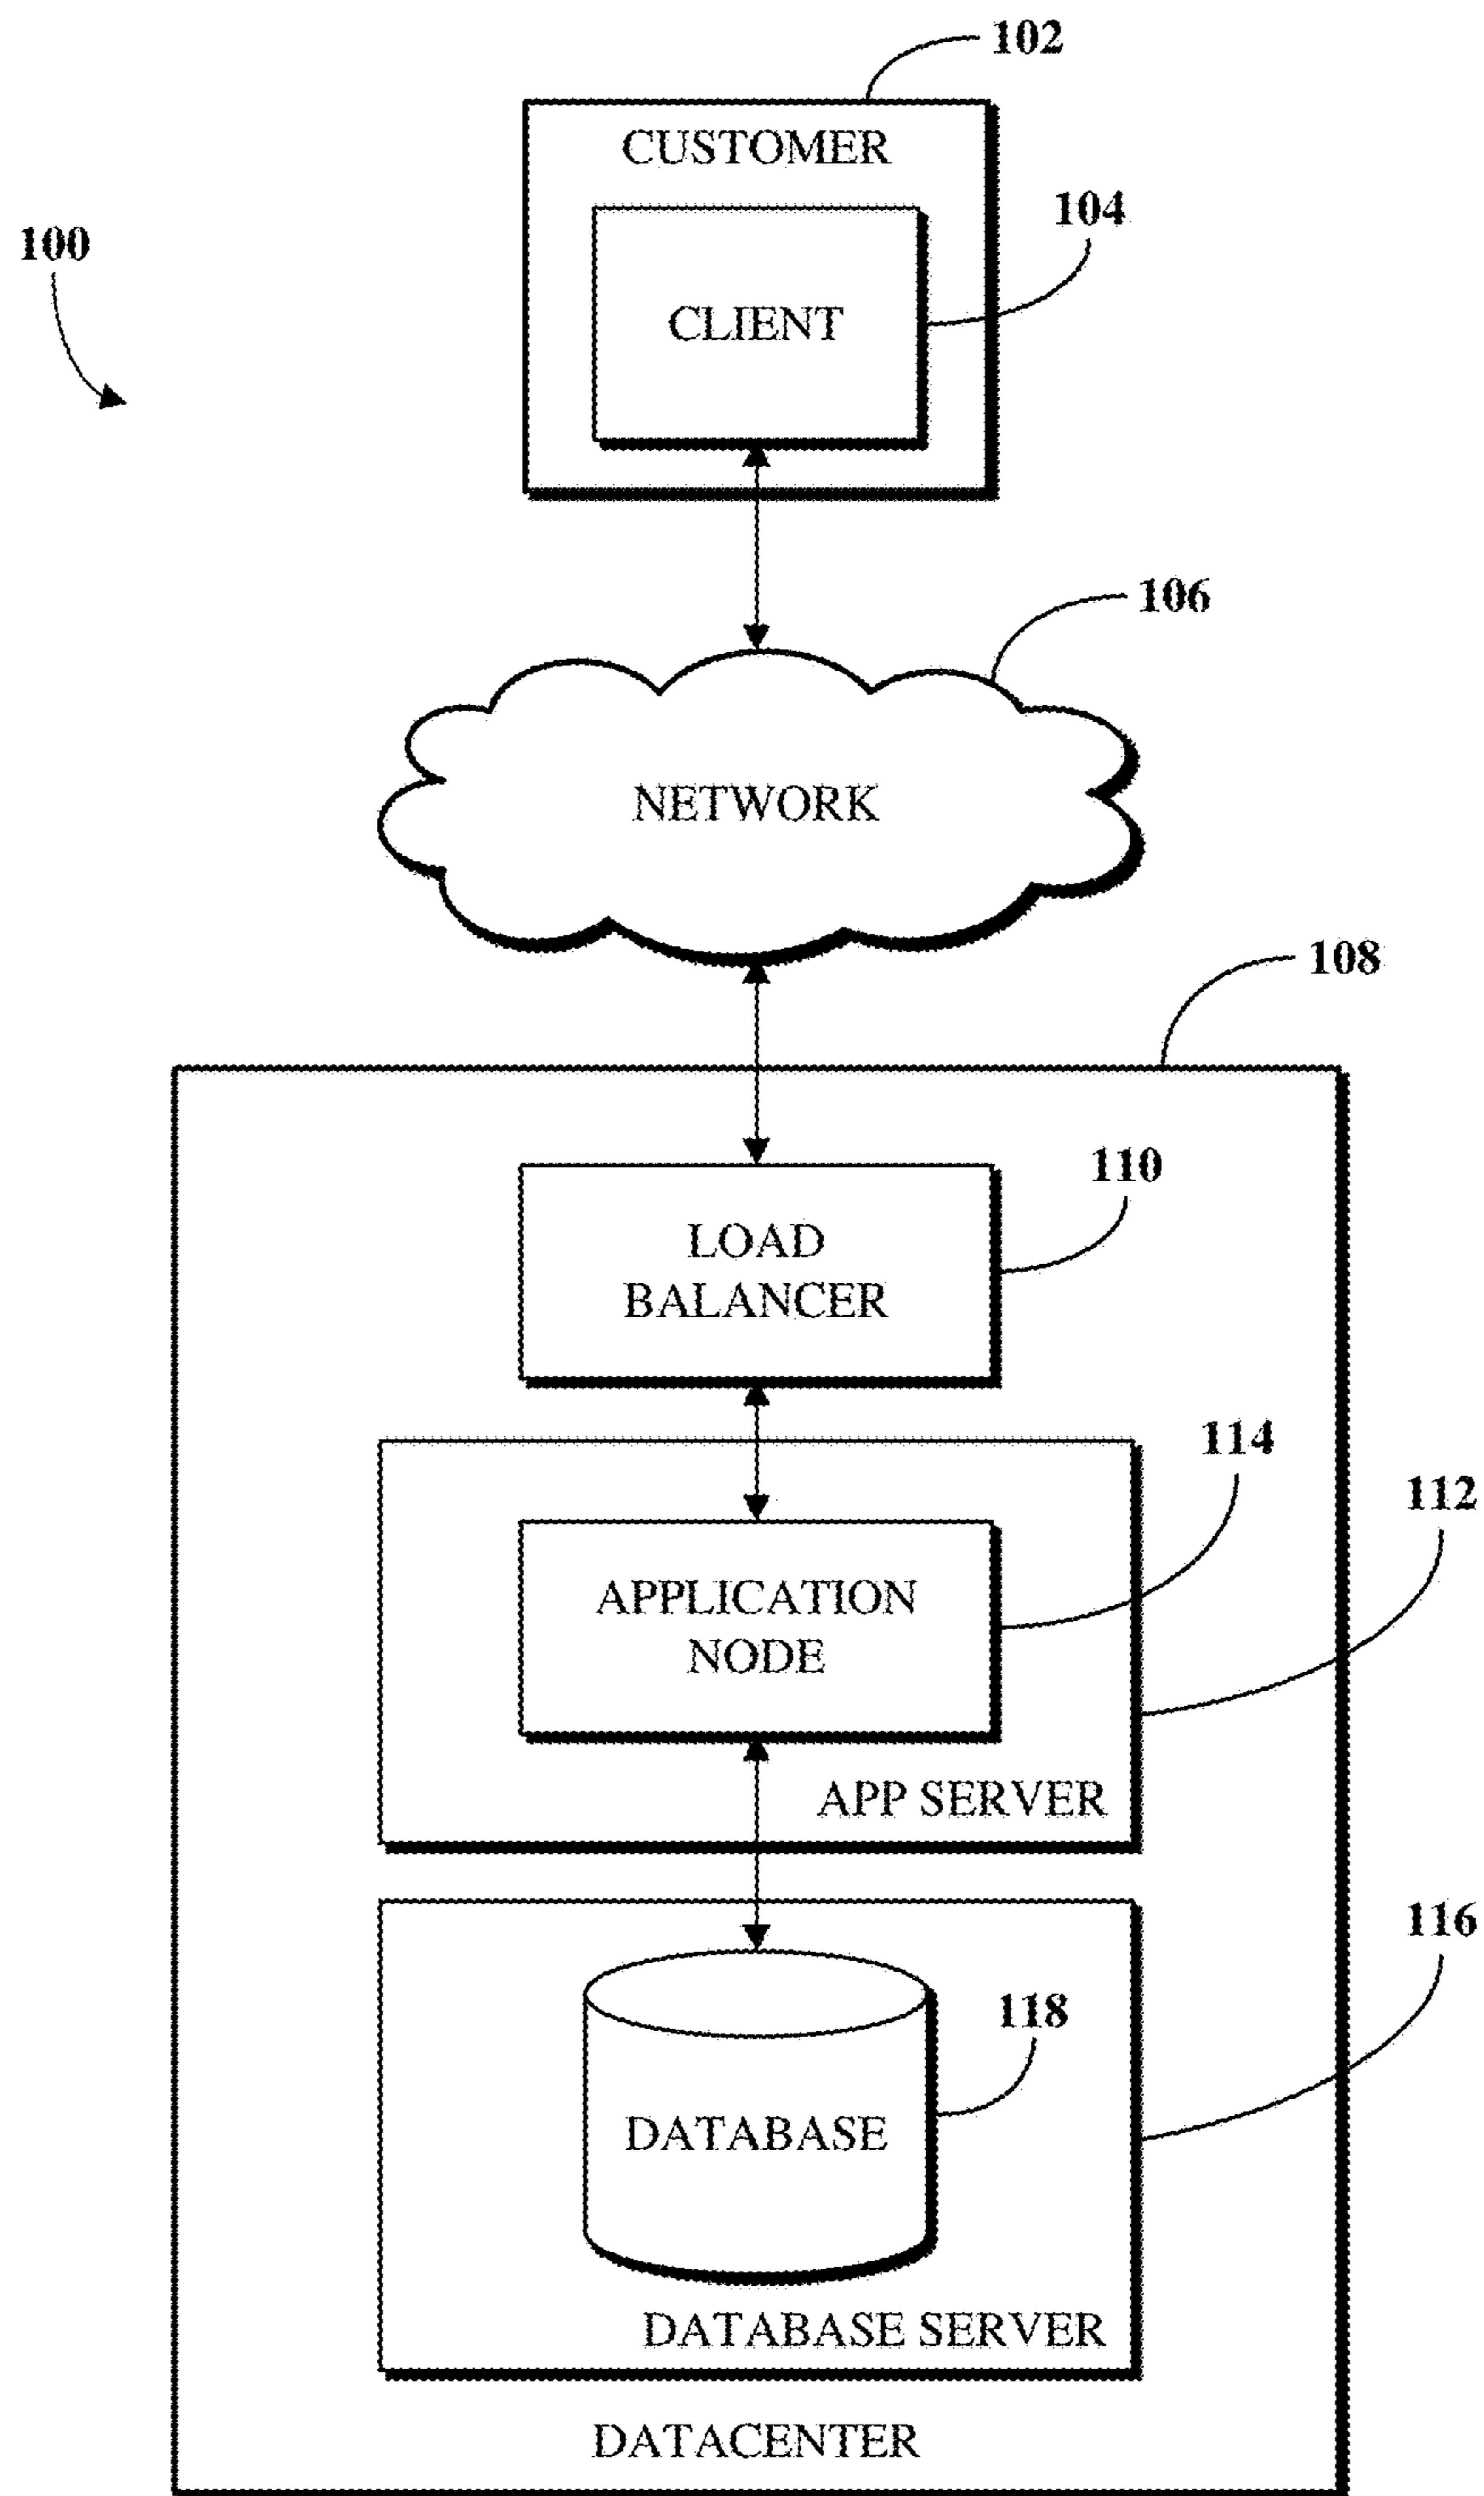 102
CUSTOMER
104
100
CLIENT
106
NETWORK
108
110
LOAD
BALANCER
114
112
APPLICATION
NODE
APP SERVER
116
118
DATABASE
DATABASE SERVER
DATACENTER